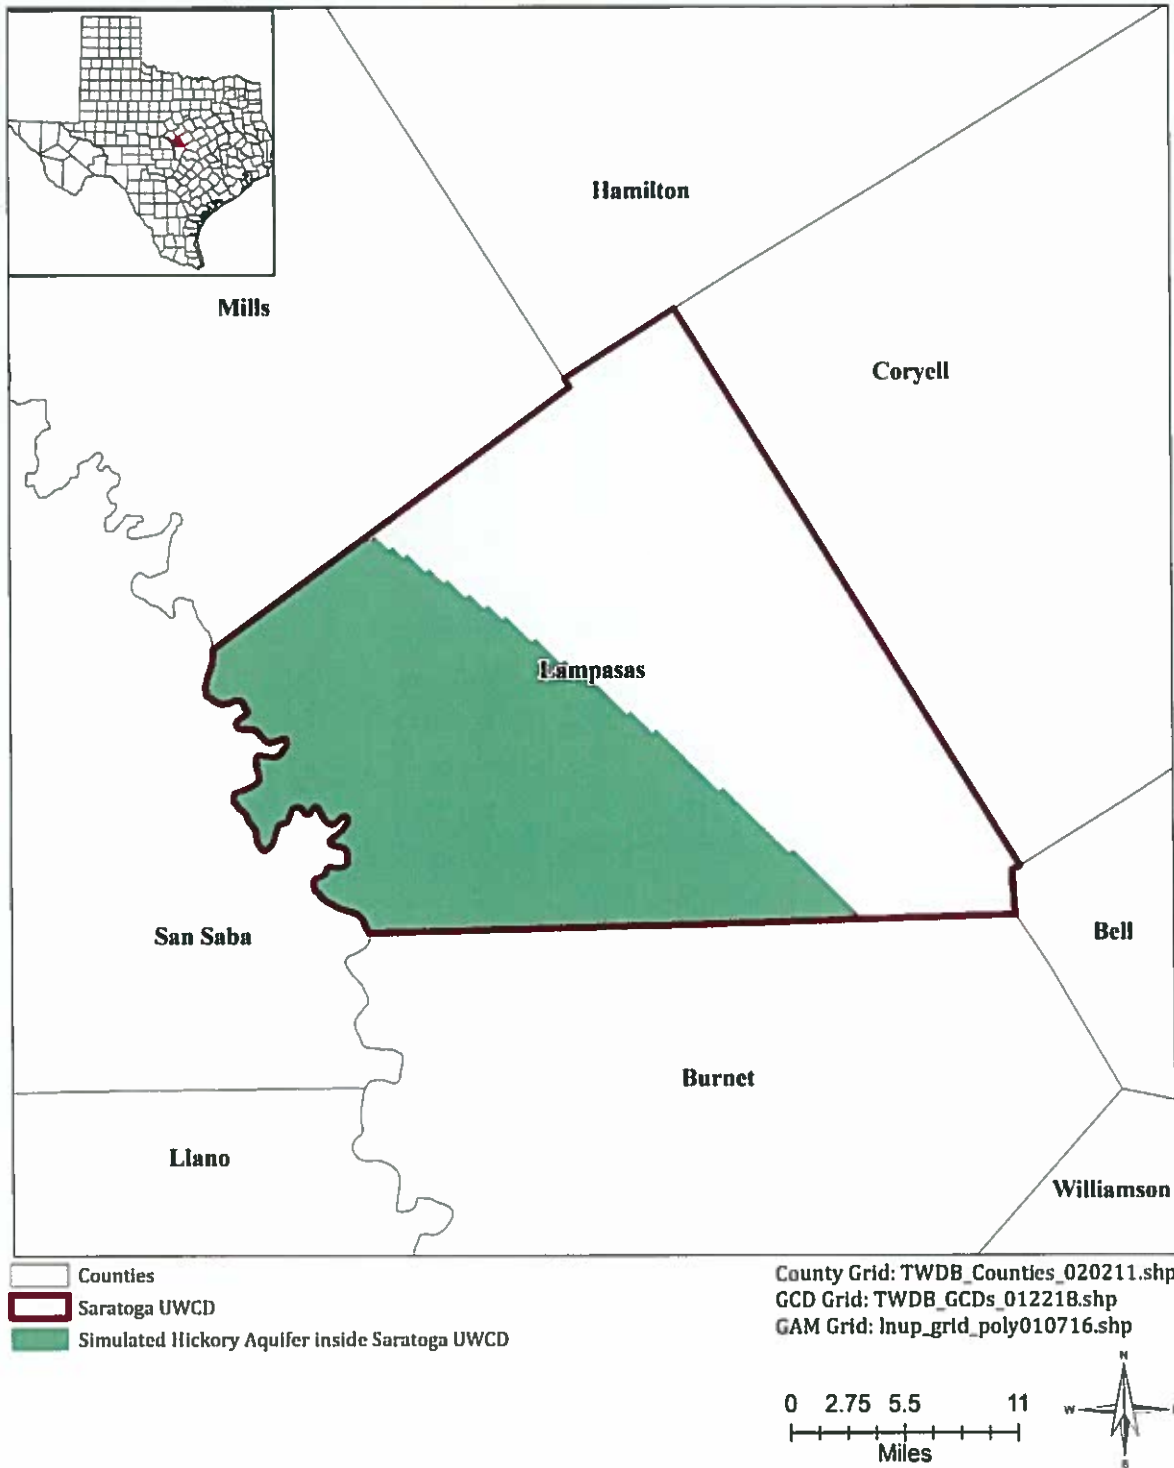 Hamilton
Mills
Coryell
Lampasas
San Saba
Bell
Burnet
Llano
Williamson
Counties
Saratoga UWCD
Simulated Hickory Aquifer inside Saratoga UWCD
County Grid: TWDB_Counties_020211.shp
GCD Grid: TWDB_GCDs_012218.shp
GAM Grid: lnup_grid_poly010716.shp
N
W
S
0 2.75 5.5 11
Miles